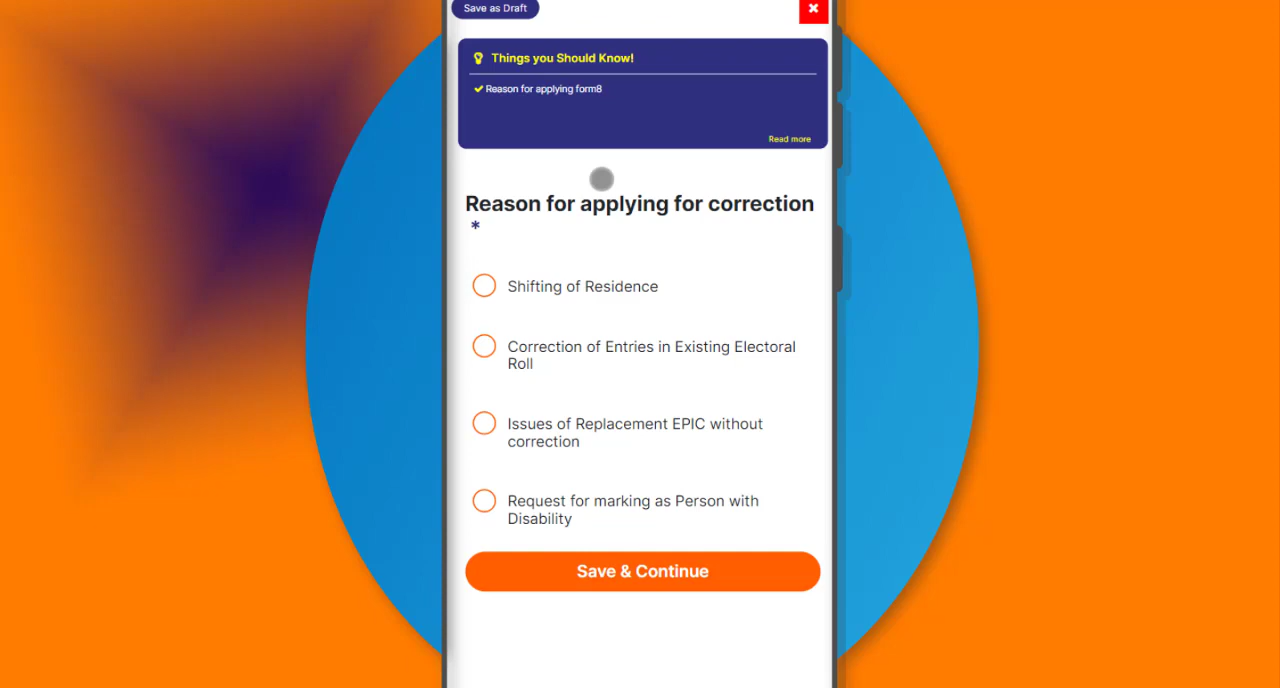 Save as Draft
Things you Should Know!
Reason for applying form8
Read more
Reason for applying for correction
*
Shifting of Residence
Correction of Entries in Existing Electoral
Roll
Issues of Replacement EPIC without
correction
Request for marking as Person with
Disability
Save & Continue